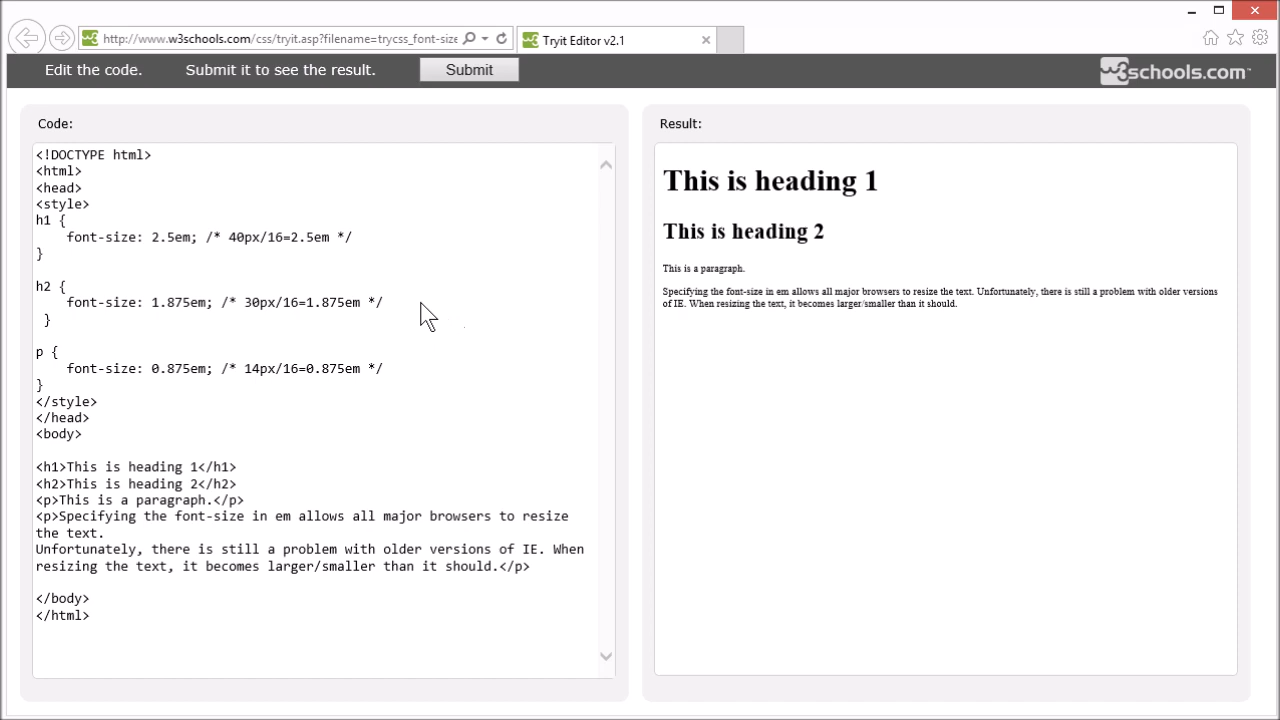 http://www.w3schools.com/css/tryit.asp?filename=trycss_font-size
Tryit Editor v2.1
Edit the code. Submit it to see the result. Submit
w3schools.com
Code:
<!DOCTYPE html>
<html>
<head>
<style>
h1 {
    font-size: 2.5em; /* 40px/16=2.5em */
}
h2 {
    font-size: 1.875em; /* 30px/16=1.875em */
 }
p {
    font-size: 0.875em; /* 14px/16=0.875em */
}
</style>
</head>
<body>
<h1>This is heading 1</h1>
<h2>This is heading 2</h2>
<p>This is a paragraph.</p>
<p>Specifying the font-size in em allows all major browsers to resize
the text.
Unfortunately, there is still a problem with older versions of IE. When
resizing the text, it becomes larger/smaller than it should.</p>
</body>
</html>
Result:
This is heading 1
This is heading 2
This is a paragraph.
Specifying the font-size in em allows all major browsers to resize the text. Unfortunately, there is still a problem with older versions
of IE. When resizing the text, it becomes larger/smaller than it should.